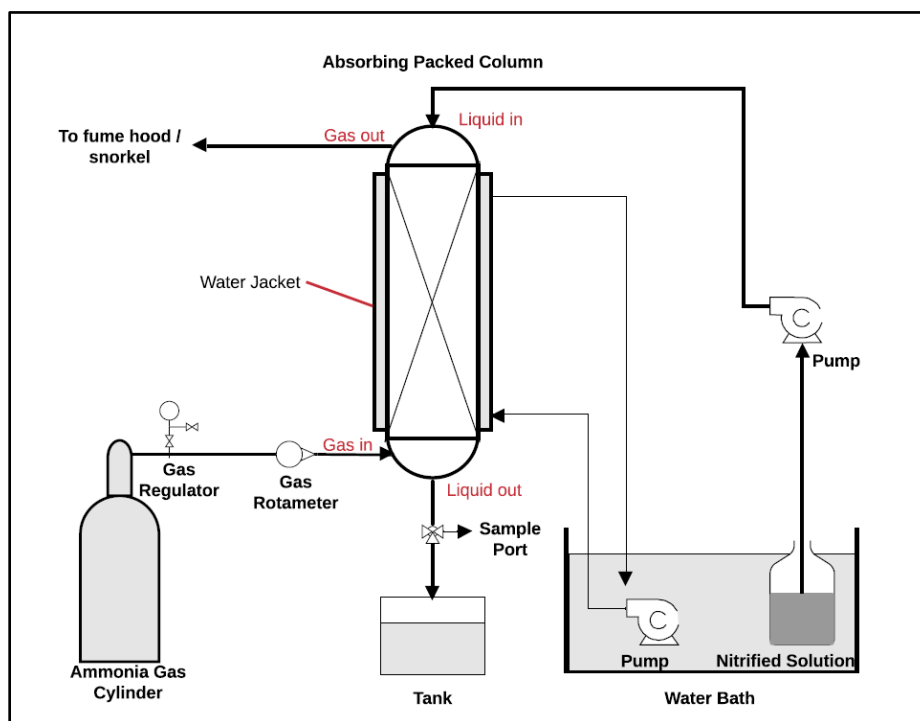 Absorbing Packed Column
Liquid in
Gas out
To fume hood /
snorkel
Water Jacket
C
Pump
Gas in
Gas
Regulator
Gas
Rotameter
Liquid out
Sample
Port
C
Pump
Nitrified Solution
Ammonia Gas
Cylinder
Tank
Water Bath